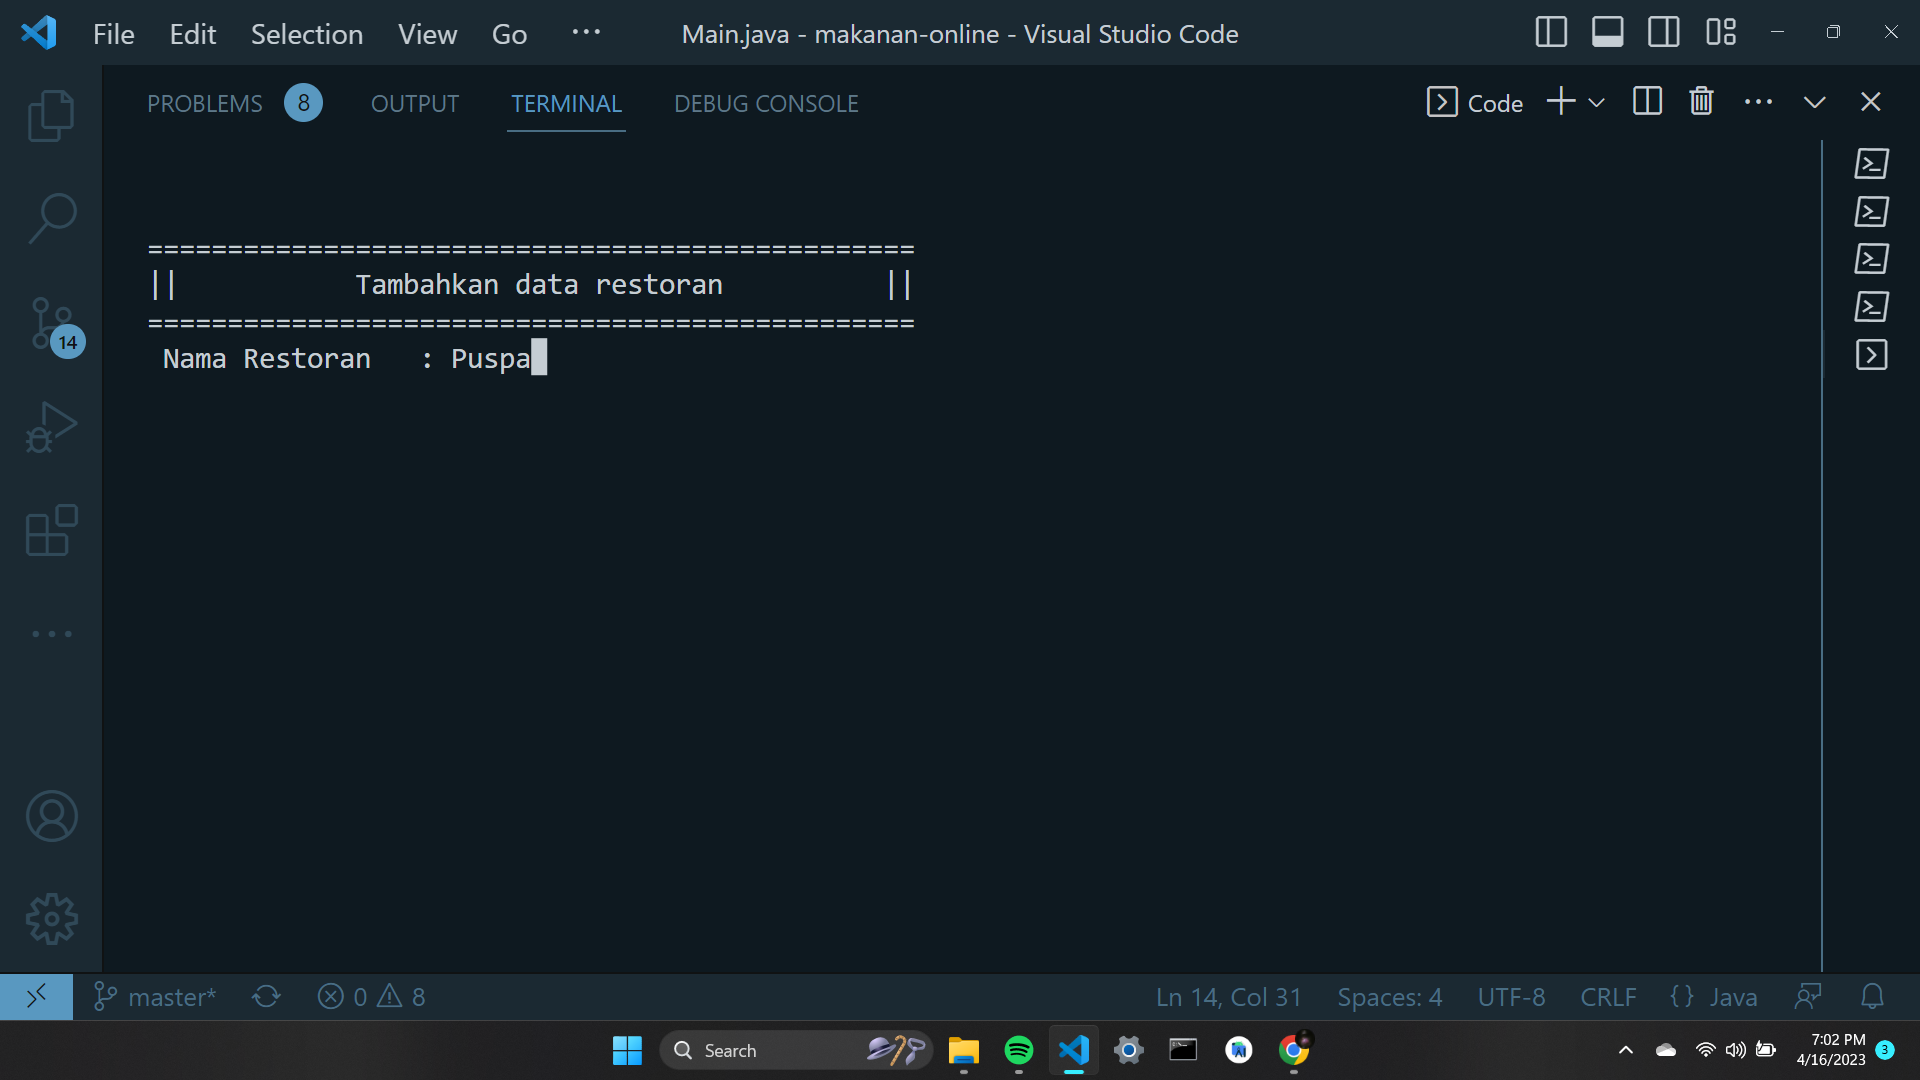 File Edit Selection View Go ··· Main.java - makanan-online - Visual Studio Code
PROBLEMS 8 OUTPUT TERMINAL DEBUG CONSOLE Code
================================================
|| Tambahkan data restoran ||
================================================
Nama Restoran : Puspa
14
master* 0 8 Ln 14, Col 31 Spaces: 4 UTF-8 CRLF {} Java
Search
7:02 PM
4/16/2023 3